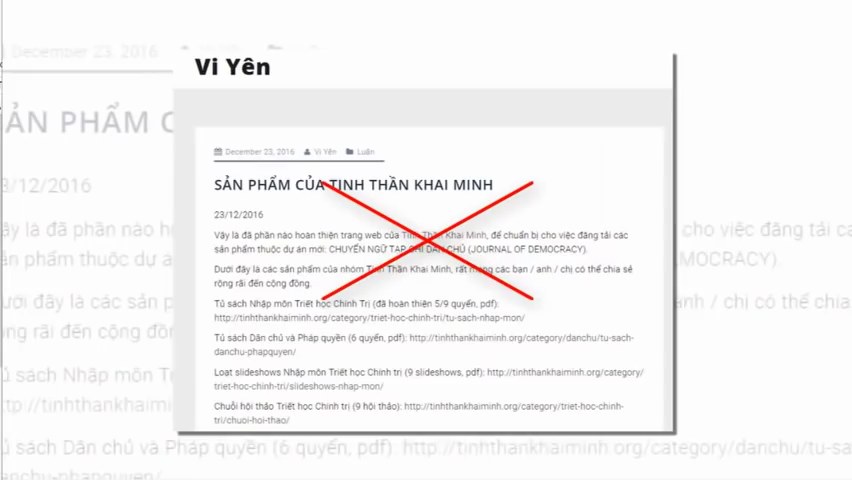 Vi Yên
December 23, 2016 Vi Yên Luận
SẢN PHẨM CỦA TINH THẦN KHAI MINH
23/12/2016
Vậy là đã phần nào hoàn thiện trang web của Tinh Thần Khai Minh, để chuẩn bị cho việc đăng tải các
sản phẩm thuộc dự án mới: CHUYỂN NGỮ TẠP CHÍ DÂN CHỦ (JOURNAL OF DEMOCRACY).
Dưới đây là các sản phẩm của nhóm Tinh Thần Khai Minh, rất mong các bạn / anh / chị có thể chia sẻ
rộng rãi đến cộng đồng.
Tủ sách Nhập môn Triết học Chính Trị (đã hoàn thiện 5/9 quyển, pdf):
http://tinhthankhaiminh.org/category/triet-hoc-chinh-tri/tu-sach-nhap-mon/
Tủ sách Dân chủ và Pháp quyền (6 quyển, pdf): http://tinhthankhaiminh.org/category/danchu/tu-sach-
danchu-phapquyen/
Loạt slideshows Nhập môn Triết học Chính trị (9 slideshows, pdf): http://tinhthankhaiminh.org/category/
triet-hoc-chinh-tri/slideshows-nhap-mon/
Chuỗi hội thảo Triết học Chính trị (9 hội thảo): http://tinhthankhaiminh.org/category/triet-hoc-chinh-
tri/chuoi-hoi-thao/